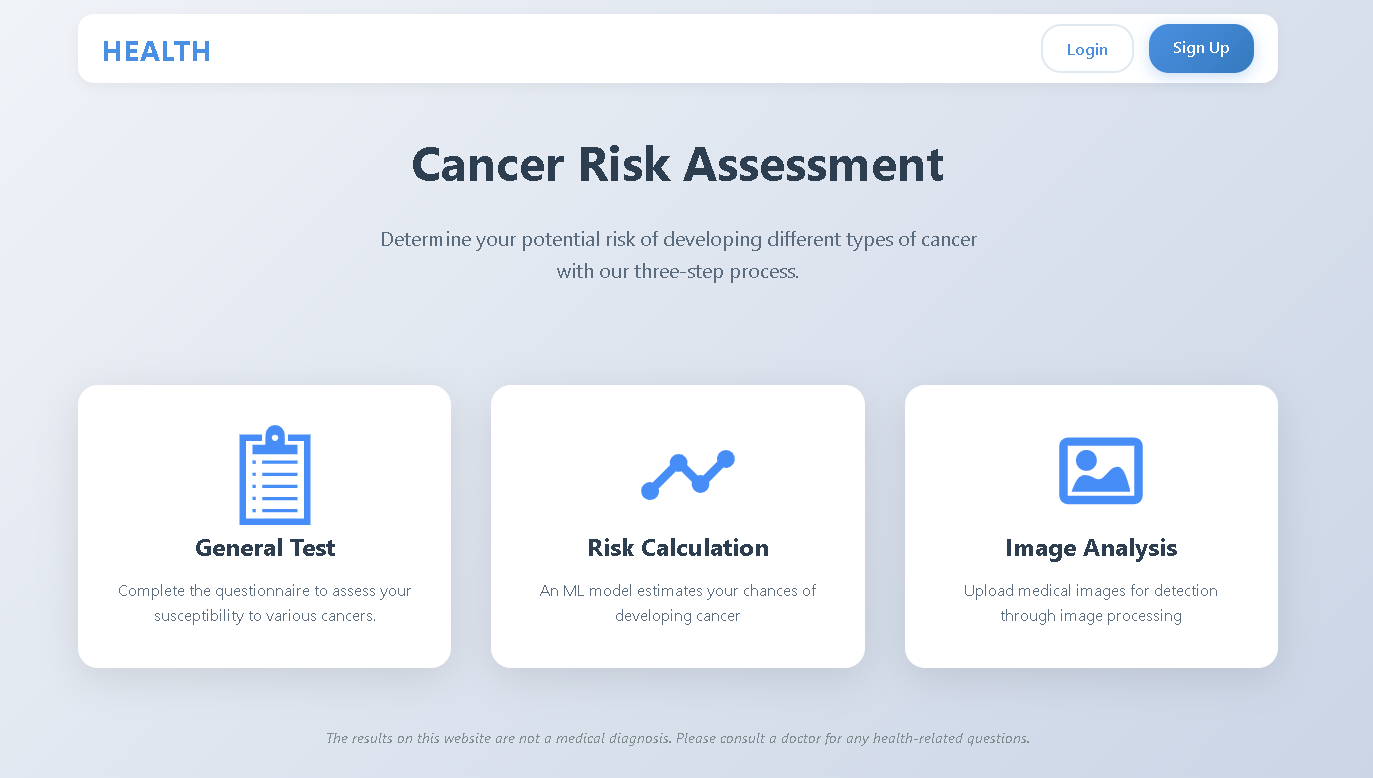 HEALTH
Login
Sign Up
Cancer Risk Assessment
Determine your potential risk of developing different types of cancer
with our three-step process.
General Test
Complete the questionnaire to assess your
susceptibility to various cancers.
Risk Calculation
An ML model estimates your chances of
developing cancer
Image Analysis
Upload medical images for detection
through image processing
The results on this website are not a medical diagnosis. Please consult a doctor for any health-related questions.